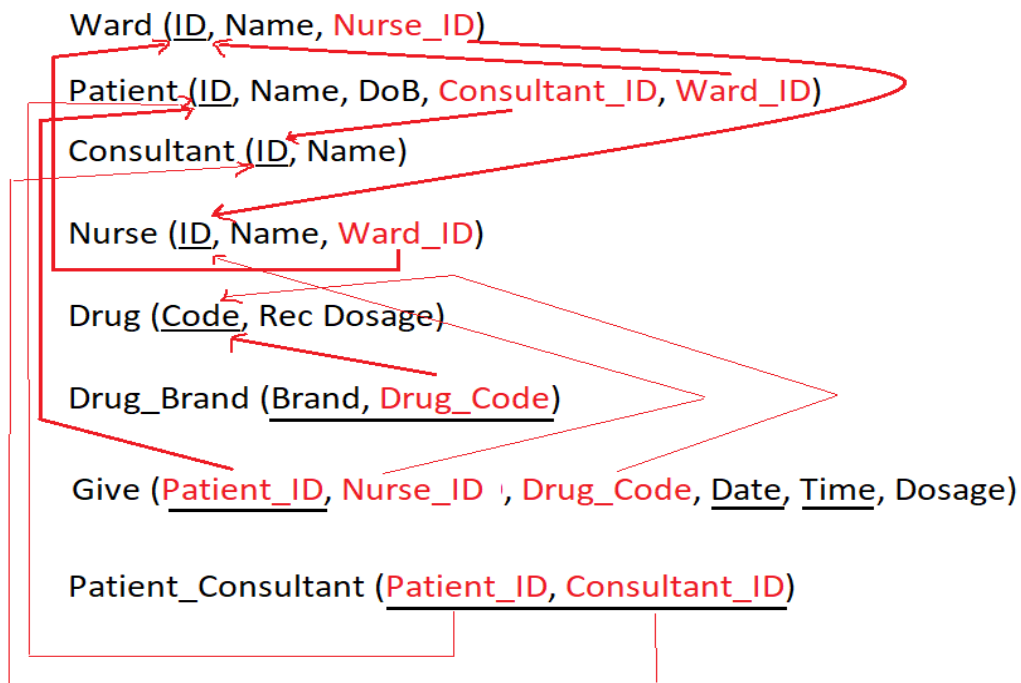 Ward (ID, Name, Nurse_ID)
Patient (ID, Name, DoB, Consultant_ID, Ward_ID)
Consultant (ID, Name)
Nurse (ID, Name, Ward_ID)
Drug (Code, Rec Dosage)
Drug_Brand (Brand, Drug_Code)
Give (Patient_ID, Nurse_ID , Drug_Code, Date, Time, Dosage)
Patient_Consultant (Patient_ID, Consultant_ID)